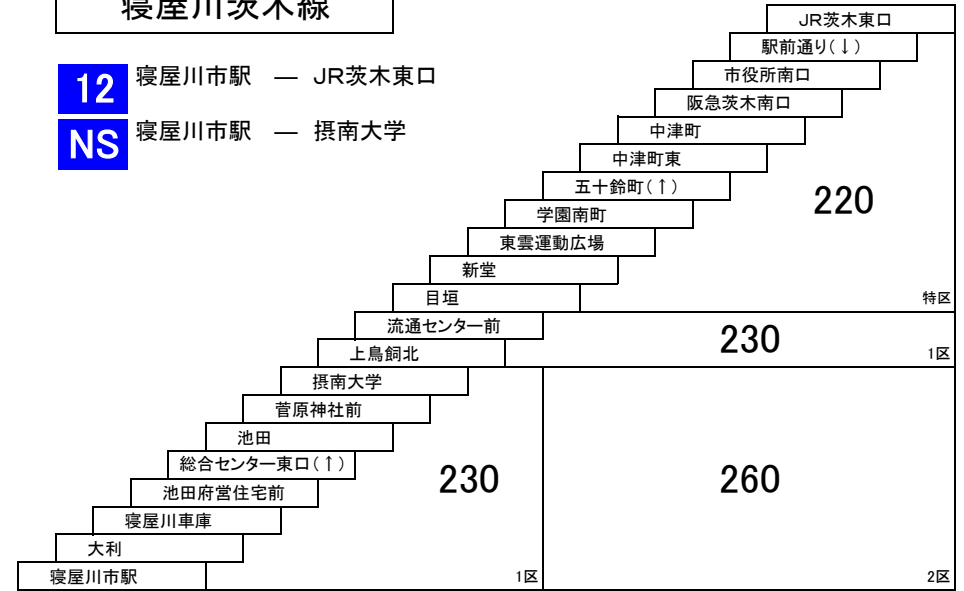 寝屋川茨木線
12 寝屋川市駅 ― JR茨木東口
NS 寝屋川市駅 ― 摂南大学
JR茨木東口
駅前通り(↓)
市役所南口
阪急茨木南口
中津町
中津町東
五十鈴町(↑)
220
学園南町
東雲運動広場
新堂
目垣
特区
流通センター前
230
上鳥飼北
1区
摂南大学
菅原神社前
池田
総合センター東口(↑)
230
260
池田府営住宅前
寝屋川車庫
大利
寝屋川市駅
1区
2区